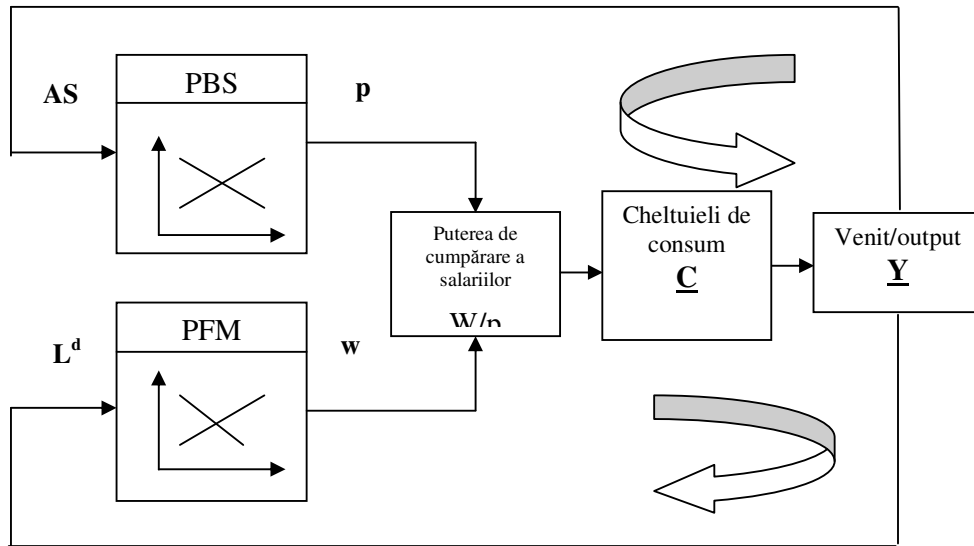 PBS
AS
p
Puterea de
cumpărare a
salariilor
W/p
Cheltuieli de
consum
C
Venit/output
Y
PFM
L^d
w